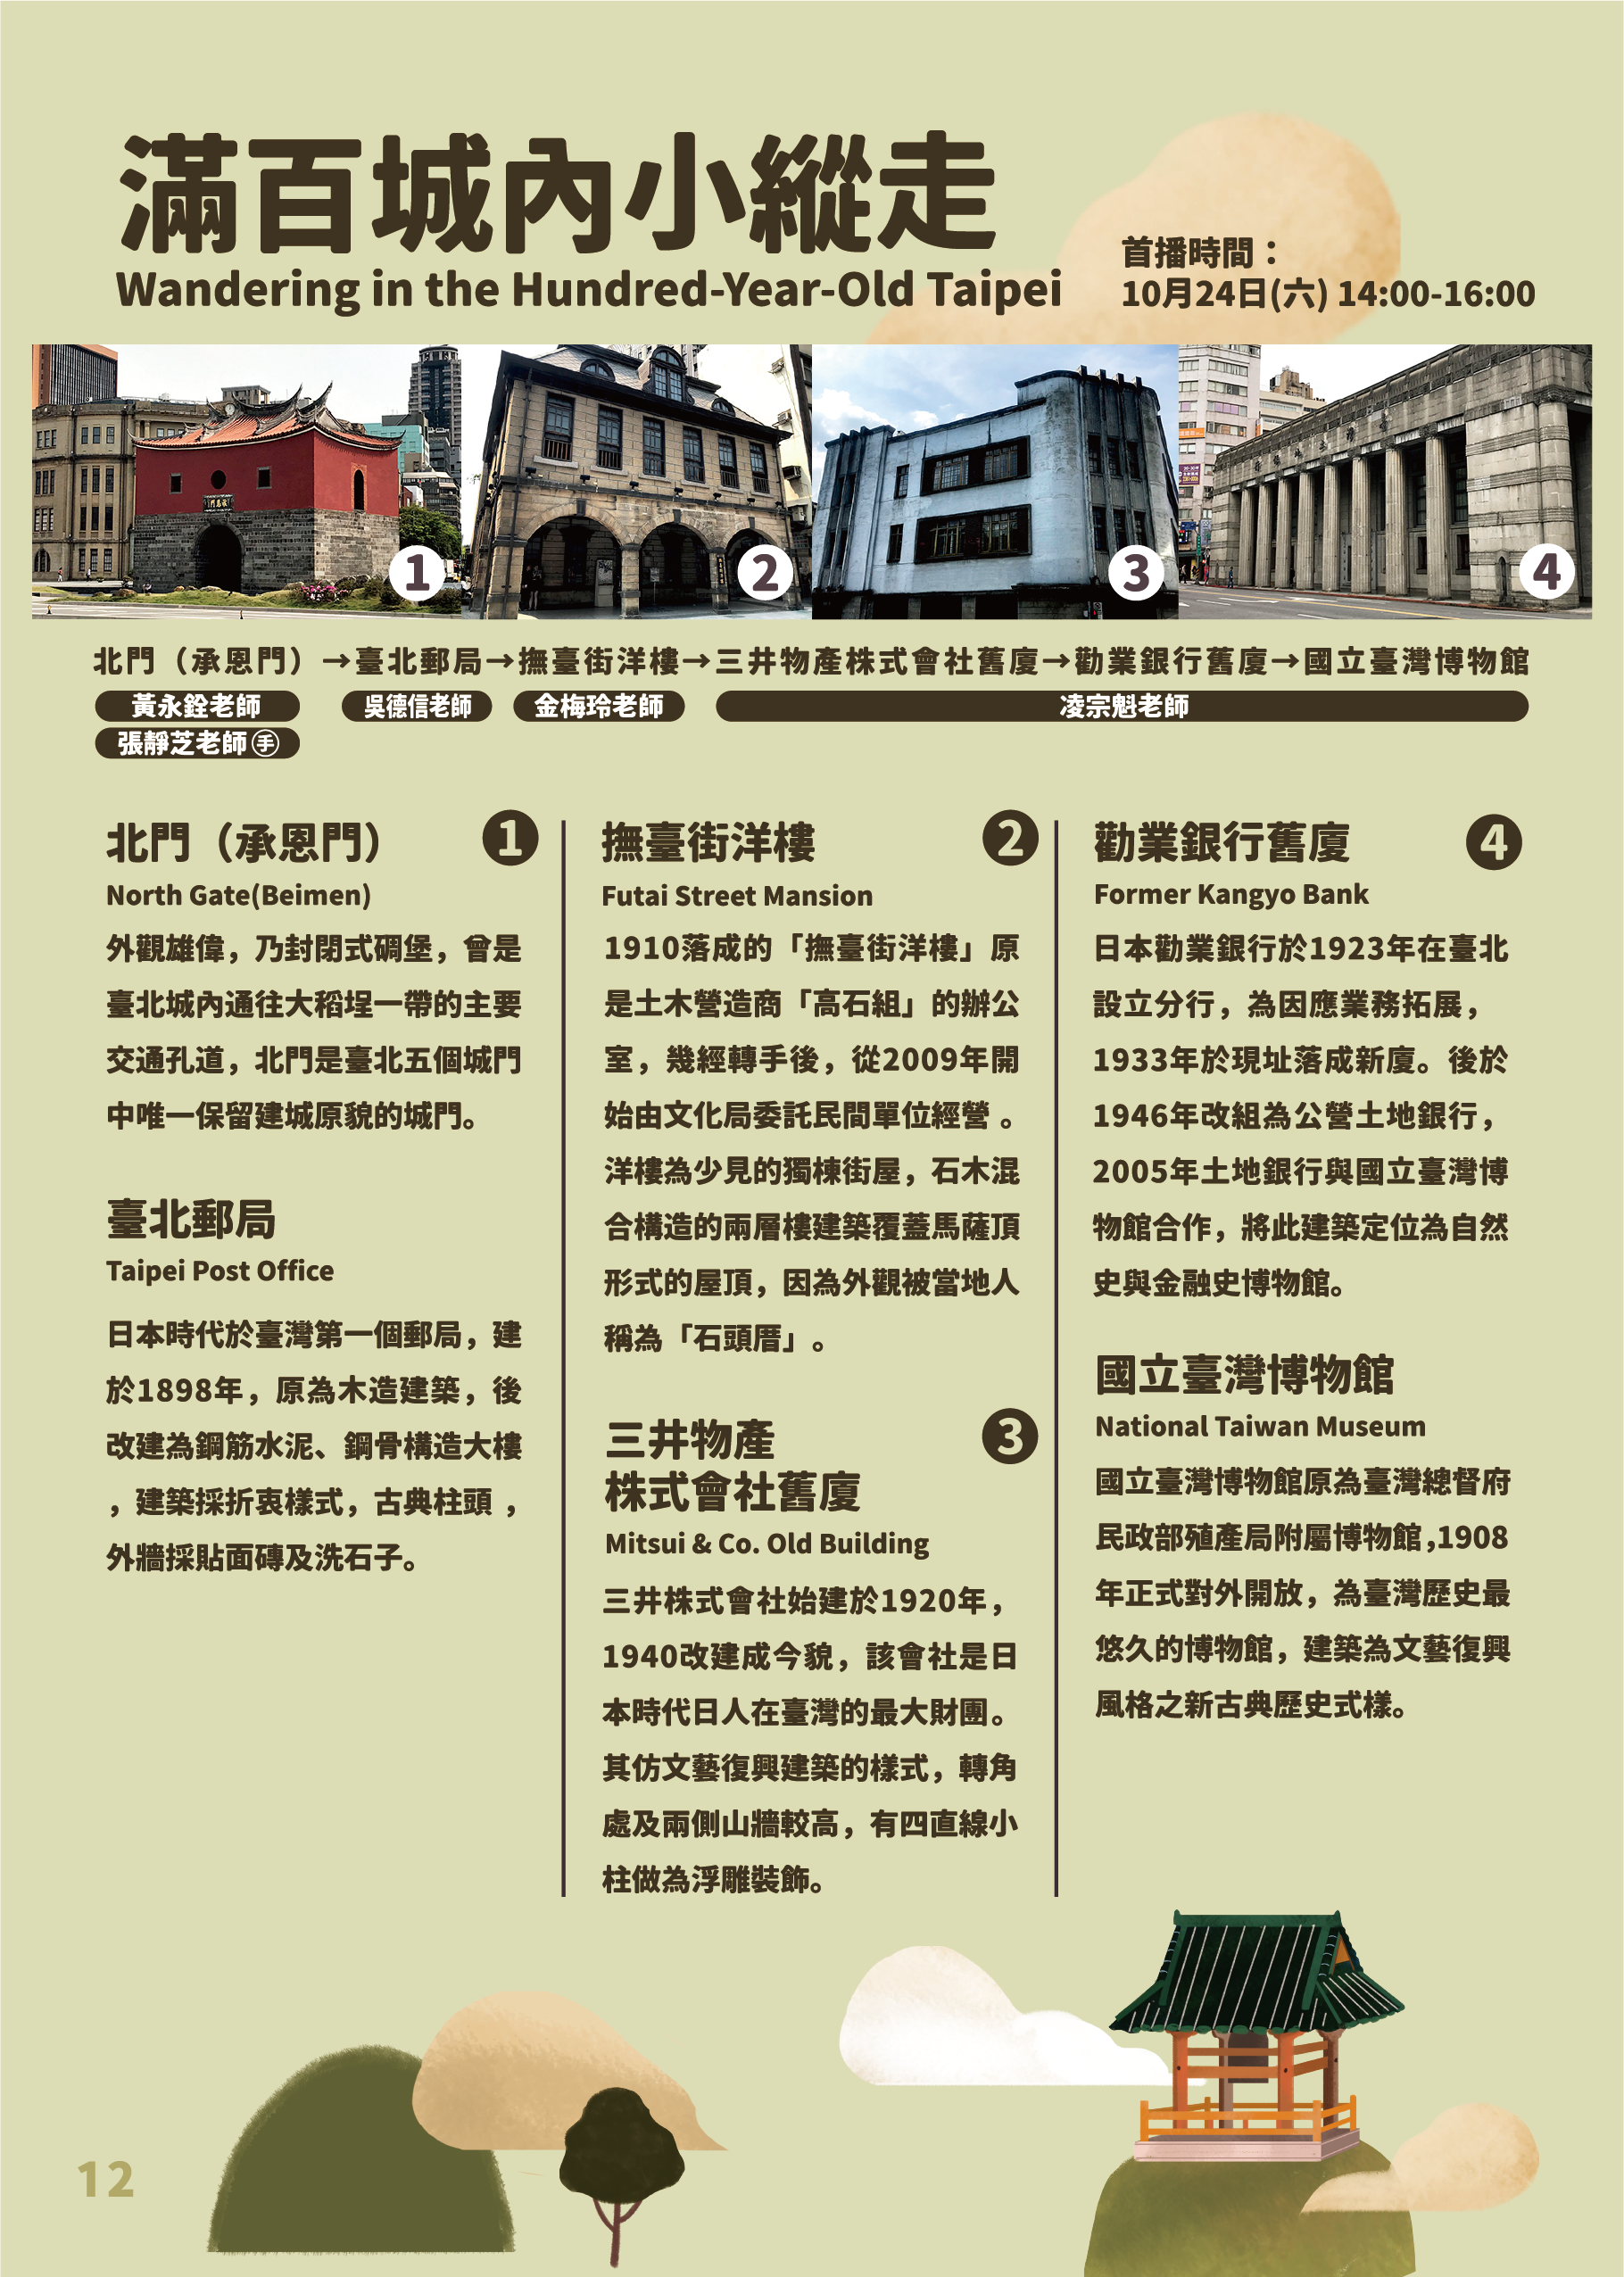 滿百城內小縱走
Wandering in the Hundred-Year-Old Taipei
首播時間：
10月24日(六) 14:00-16:00
1
2
3
4
北門（承恩門）→臺北郵局→撫臺街洋樓→三井物產株式會社舊廈→勸業銀行舊廈→國立臺灣博物館
黃永銓老師
吳德信老師
金梅玲老師
凌宗魁老師
張靜芝老師㊙手
北門（承恩門）
1
North Gate(Beimen)
外觀雄偉，乃封閉式碉堡，曾是
臺北城內通往大稻埕一帶的主要
交通孔道，北門是臺北五個城門
中唯一保留建城原貌的城門。
臺北郵局
Taipei Post Office
日本時代於臺灣第一個郵局，建
於1898年，原為木造建築，後
改建為鋼筋水泥、鋼骨構造大樓
，建築採折衷樣式，古典柱頭 ，
外牆採貼面磚及洗石子。
撫臺街洋樓
2
Futai Street Mansion
1910落成的「撫臺街洋樓」原
是土木營造商「高石組」的辦公
室，幾經轉手後，從2009年開
始由文化局委託民間單位經營 。
洋樓為少見的獨棟街屋，石木混
合構造的兩層樓建築覆蓋馬薩頂
形式的屋頂，因為外觀被當地人
稱為「石頭厝」。
三井物產
3
株式會社舊廈
Mitsui & Co. Old Building
三井株式會社始建於1920年，
1940改建成今貌，該會社是日
本時代日人在臺灣的最大財團。
其仿文藝復興建築的樣式，轉角
處及兩側山牆較高，有四直線小
柱做為浮雕裝飾。
勸業銀行舊廈
4
Former Kangyo Bank
日本勸業銀行於1923年在臺北
設立分行，為因應業務拓展，
1933年於現址落成新廈。後於
1946年改組為公營土地銀行，
2005年土地銀行與國立臺灣博
物館合作，將此建築定位為自然
史與金融史博物館。
國立臺灣博物館
National Taiwan Museum
國立臺灣博物館原為臺灣總督府
民政部殖產局附屬博物館,1908
年正式對外開放，為臺灣歷史最
悠久的博物館，建築為文藝復興
風格之新古典歷史式樣。
12